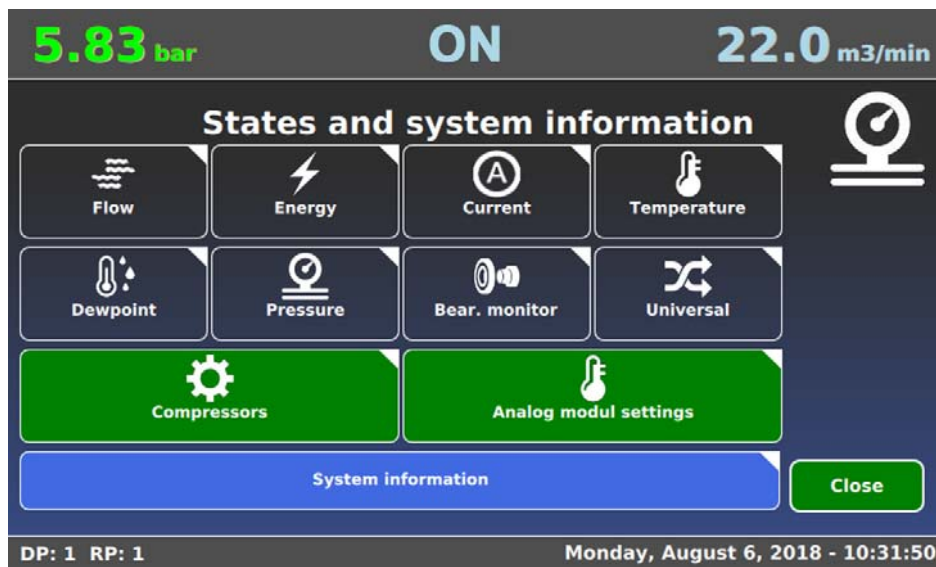 5.83 bar ON 22.0 m3/min
States and system information
Flow Energy Current Temperature
Dewpoint Pressure Bear. monitor Universal
Compressors Analog modul settings
System information Close
DP: 1 RP: 1 Monday, August 6, 2018 - 10:31:50